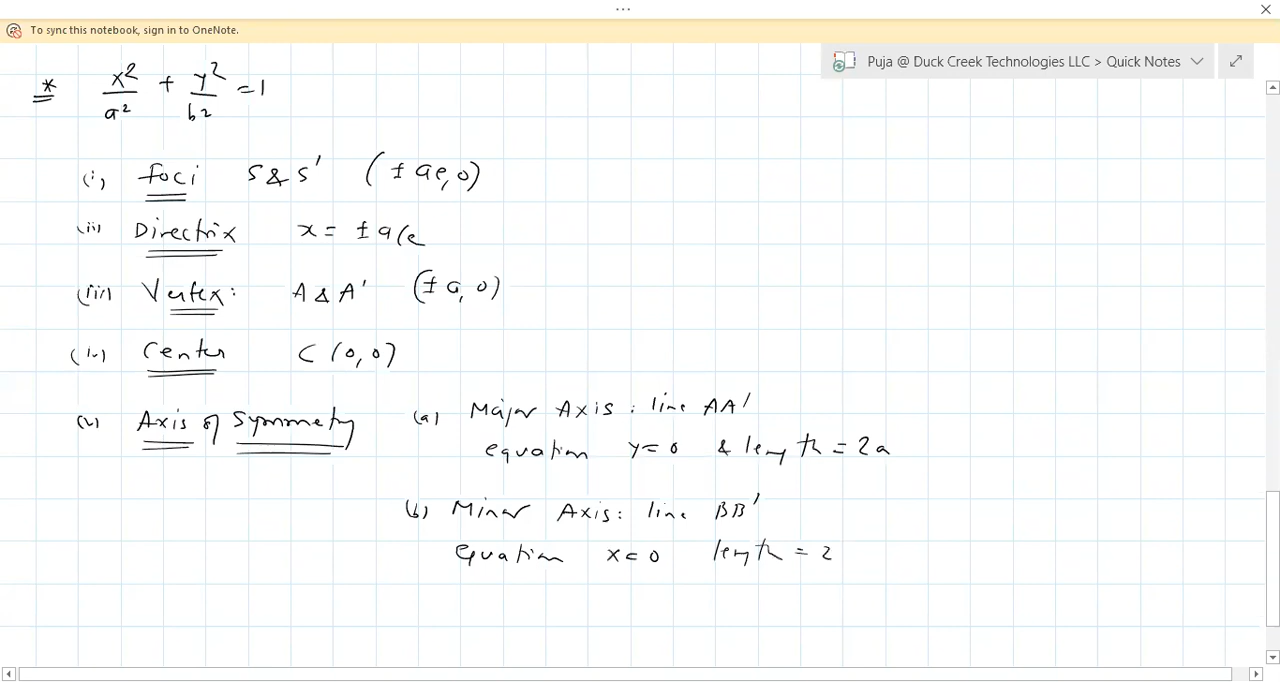 ...
To sync this notebook, sign in to OneNote.
Puja @ Duck Creek Technologies LLC > Quick Notes
* x²/a² + y²/b² = 1
(i) foci S & S' (± ae, 0)
(ii) Directrix x = ± a/e
(iii) Vertex: A & A' (± a, 0)
(iv) Center C (0, 0)
(v) Axis of Symmetry (a) Major Axis: line AA'
equation y = 0 & length = 2a
(b) Minor Axis: line BB'
equation x = 0 length = 2